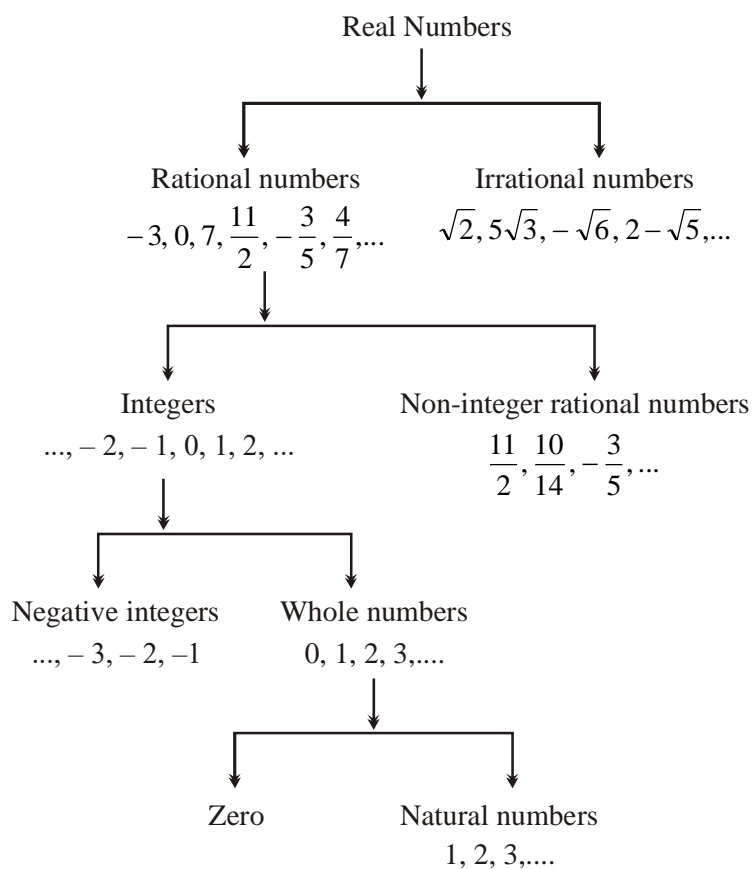 Real Numbers
Rational numbers
Irrational numbers
−3, 0, 7, 11/2, −3/5, 4/7,...
√2, 5√3, −√6, 2−√5,...
Integers
Non-integer rational numbers
..., − 2, − 1, 0, 1, 2, ...
11/2, 10/14, −3/5, ...
Negative integers
Whole numbers
..., – 3, – 2, –1
0, 1, 2, 3,....
Zero
Natural numbers
1, 2, 3,....